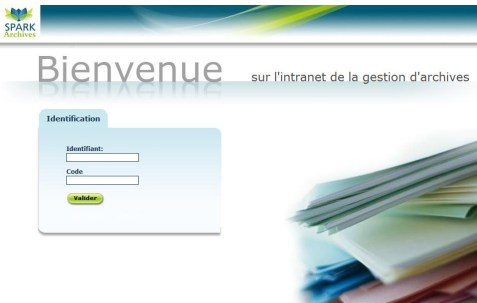 SPARK
Archives
Bienvenue sur l'intranet de la gestion d'archives
Identification
Identifiant:
Code
Valider